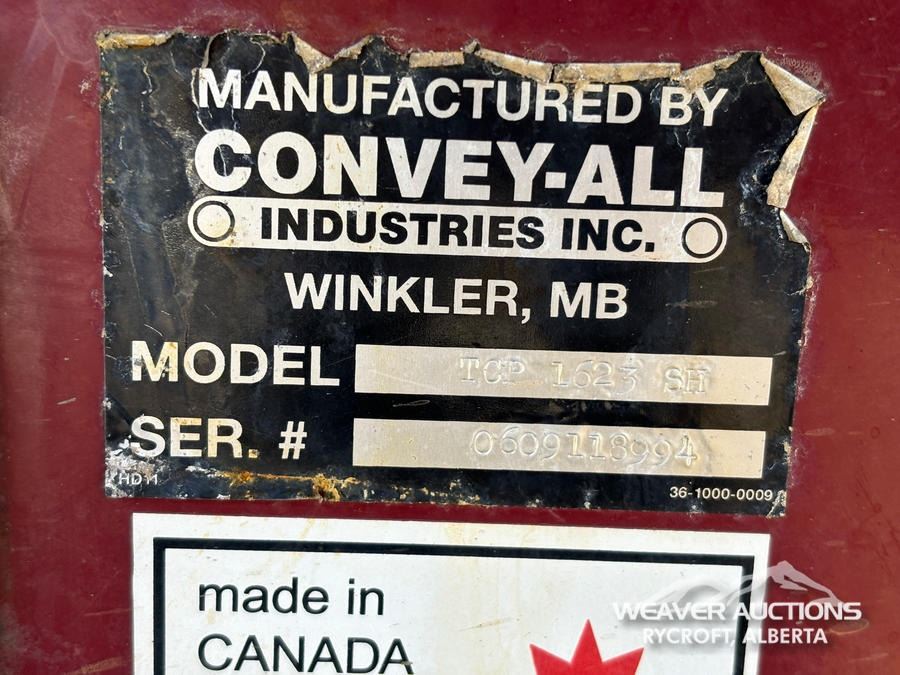 MANUFACTURED BY
CONVEY-ALL
INDUSTRIES INC.
WINKLER, MB
MODEL TCP 1623 SH
SER. # 0609118994
HD11 36-1000-0009
made in
CANADA
WEAVER AUCTIONS
RYCROFT, ALBERTA